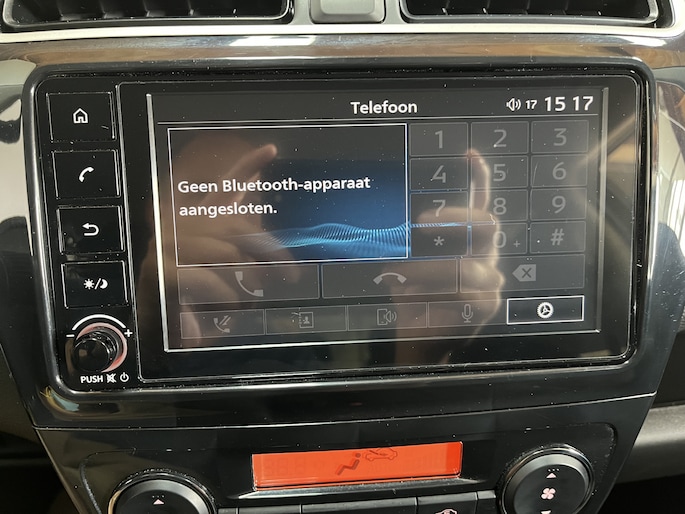 Telefoon
17 15 17
Geen Bluetooth-apparaat
aangesloten.
1 2 3
4 5 6
7 8 9
* 0+ #
+
PUSH